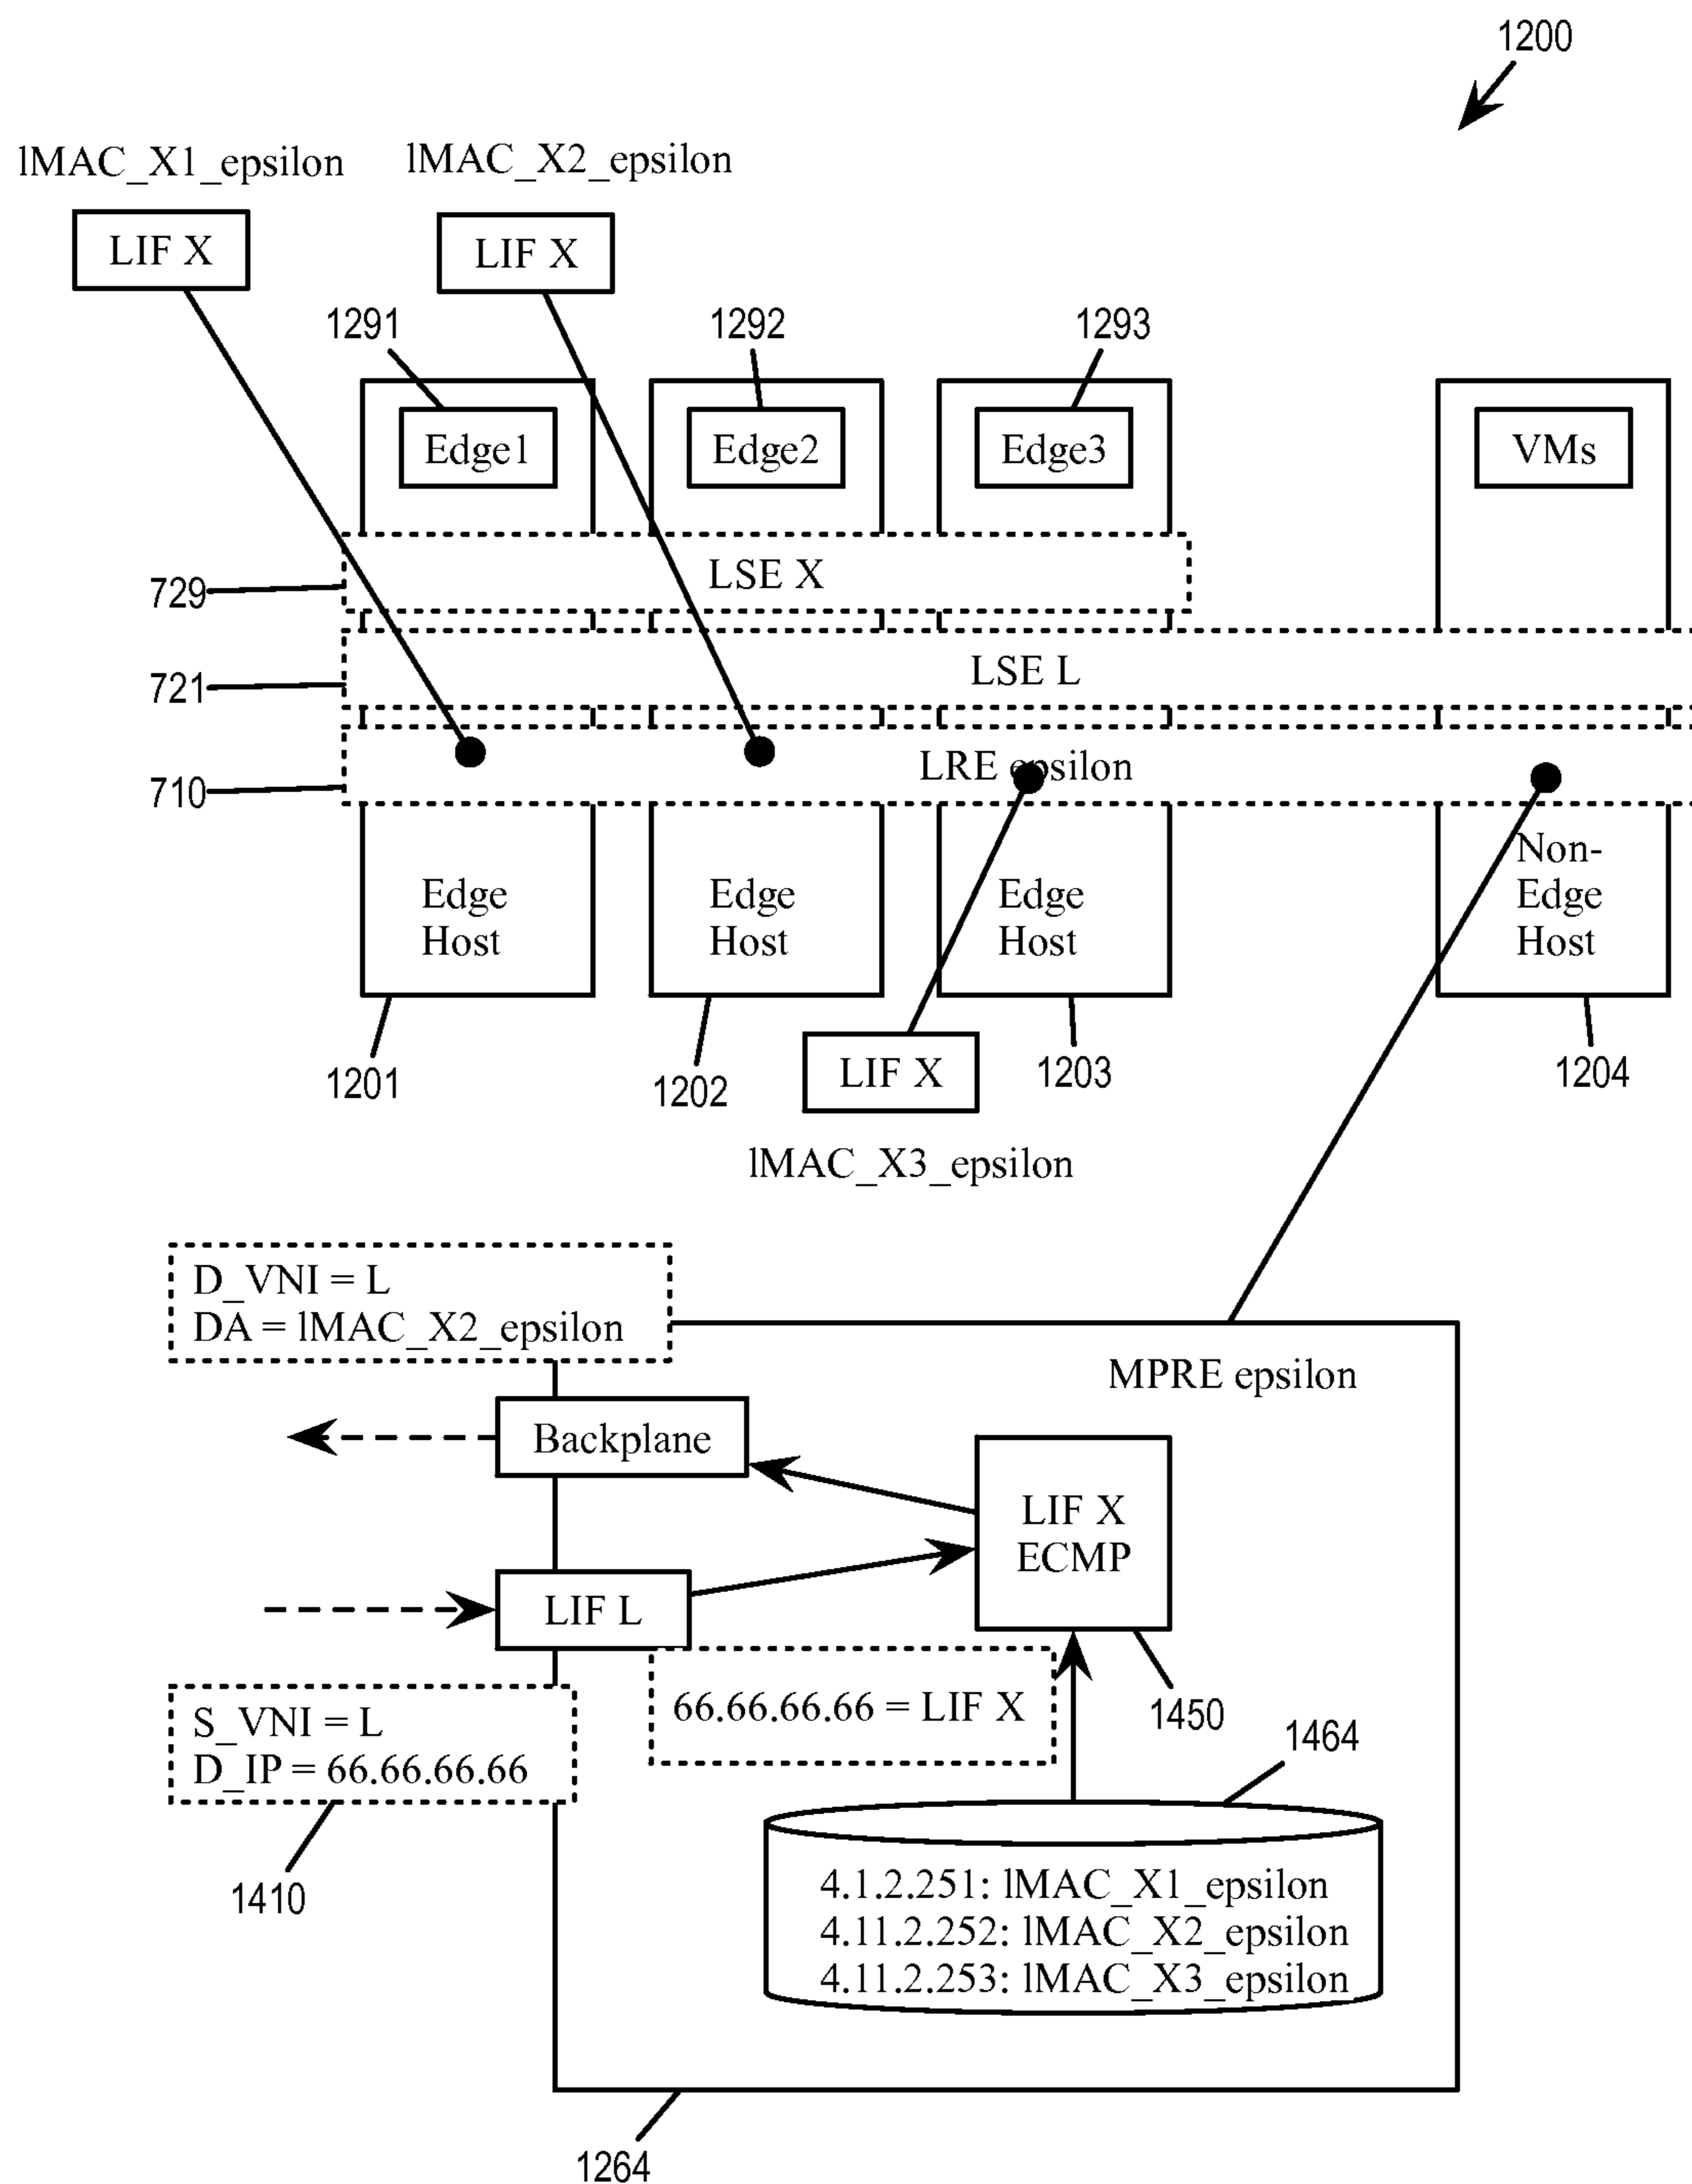 1200
lMAC_X1_epsilon
lMAC_X2_epsilon
LIF X
LIF X
1291
1292
1293
Edge1
Edge2
Edge3
VMs
LSE X
729
LSE L
721
LRE epsilon
710
Edge
Host
Edge
Host
Edge
Host
Non-
Edge
Host
1201
1202
LIF X
1203
1204
lMAC_X3_epsilon
D_VNI = L
DA = lMAC_X2_epsilon
MPRE epsilon
Backplane
LIF X
ECMP
LIF L
S_VNI = L
D_IP = 66.66.66.66
66.66.66.66 = LIF X
1450
1464
1410
4.1.2.251: lMAC_X1_epsilon
4.11.2.252: lMAC_X2_epsilon
4.11.2.253: lMAC_X3_epsilon
1264